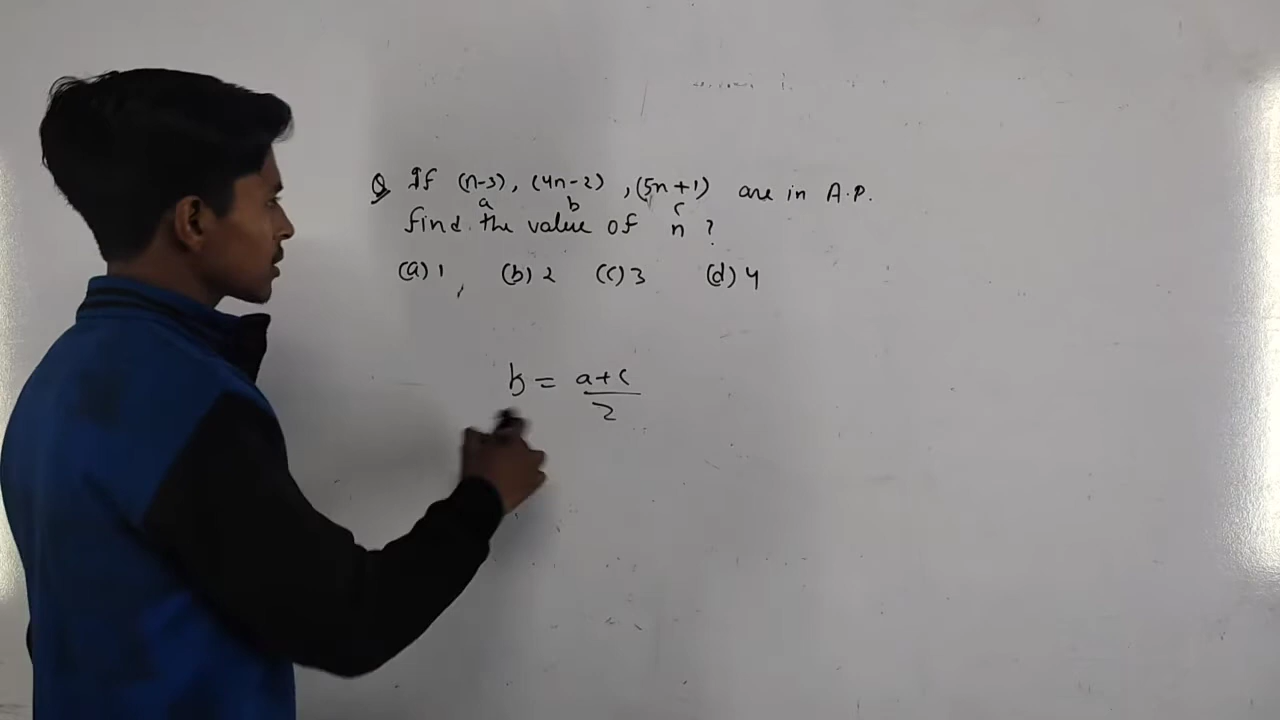 Q If (n-3), (4n-2), (5n+1) are in A.P.
a b c
find the value of n ?
(a) 1 (b) 2 (c) 3 (d) 4
b = a+c
2